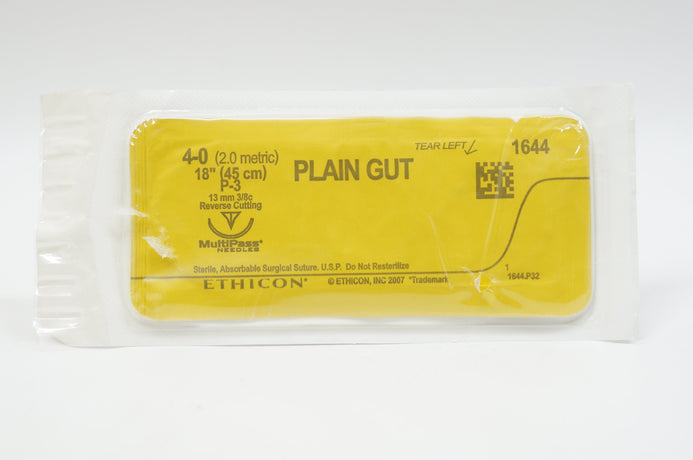 4-0 (2.0 metric)
18" (45 cm)
P-3
13 mm 3/8c
Reverse Cutting
MultiPass*
NEEDLES
PLAIN GUT
TEAR LEFT
1644
Sterile, Absorbable Surgical Suture. U.S.P. Do Not Resterilize
ETHICON*
© ETHICON, INC 2007 *Trademark
1
1644.P32